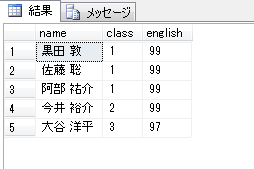 結果 メッセージ
name class english
1 黒田 敦 1 99
2 佐藤 聡 1 99
3 阿部 祐介 1 99
4 今井 裕介 2 99
5 大谷 洋平 3 97